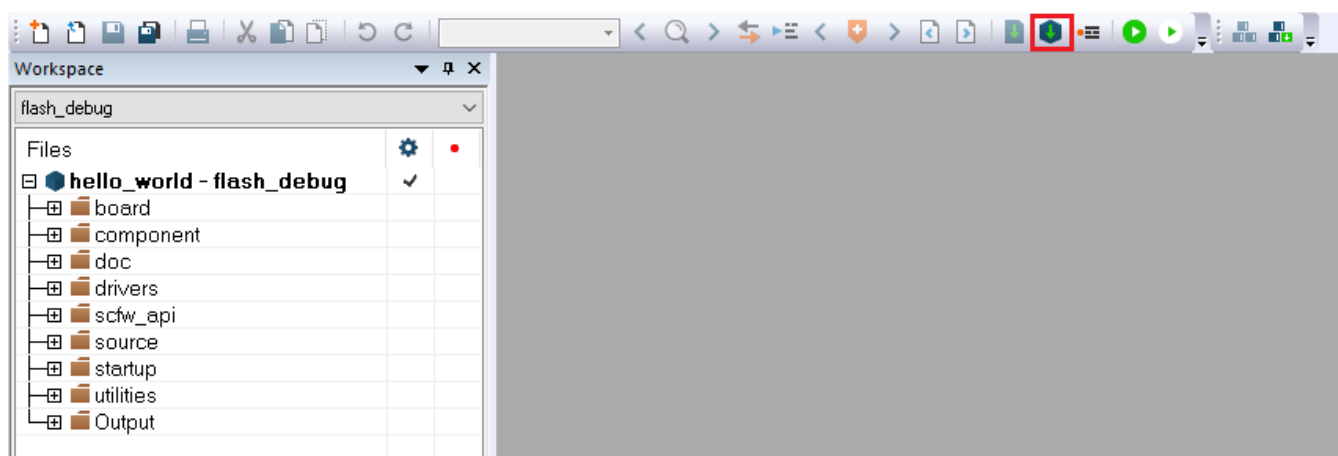 Workspace
flash_debug
Files
hello_world - flash_debug
board
component
doc
drivers
scfw_api
source
startup
utilities
Output